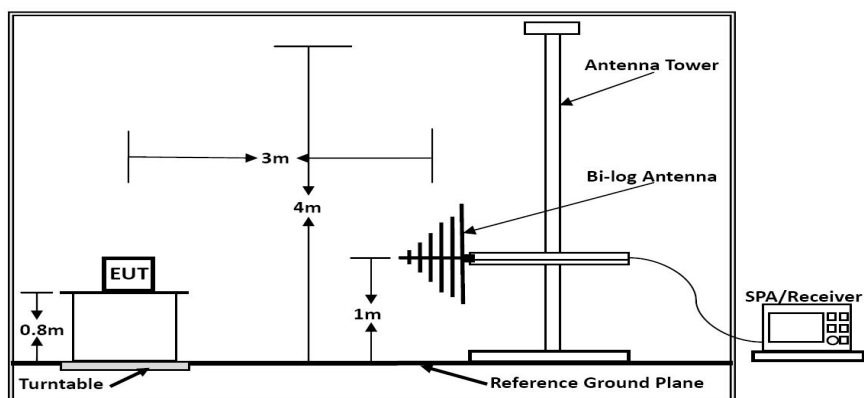 Antenna Tower
3m
Bi-log Antenna
4m
EUT
SPA/Receiver
0.8m
1m
Turntable
Reference Ground Plane